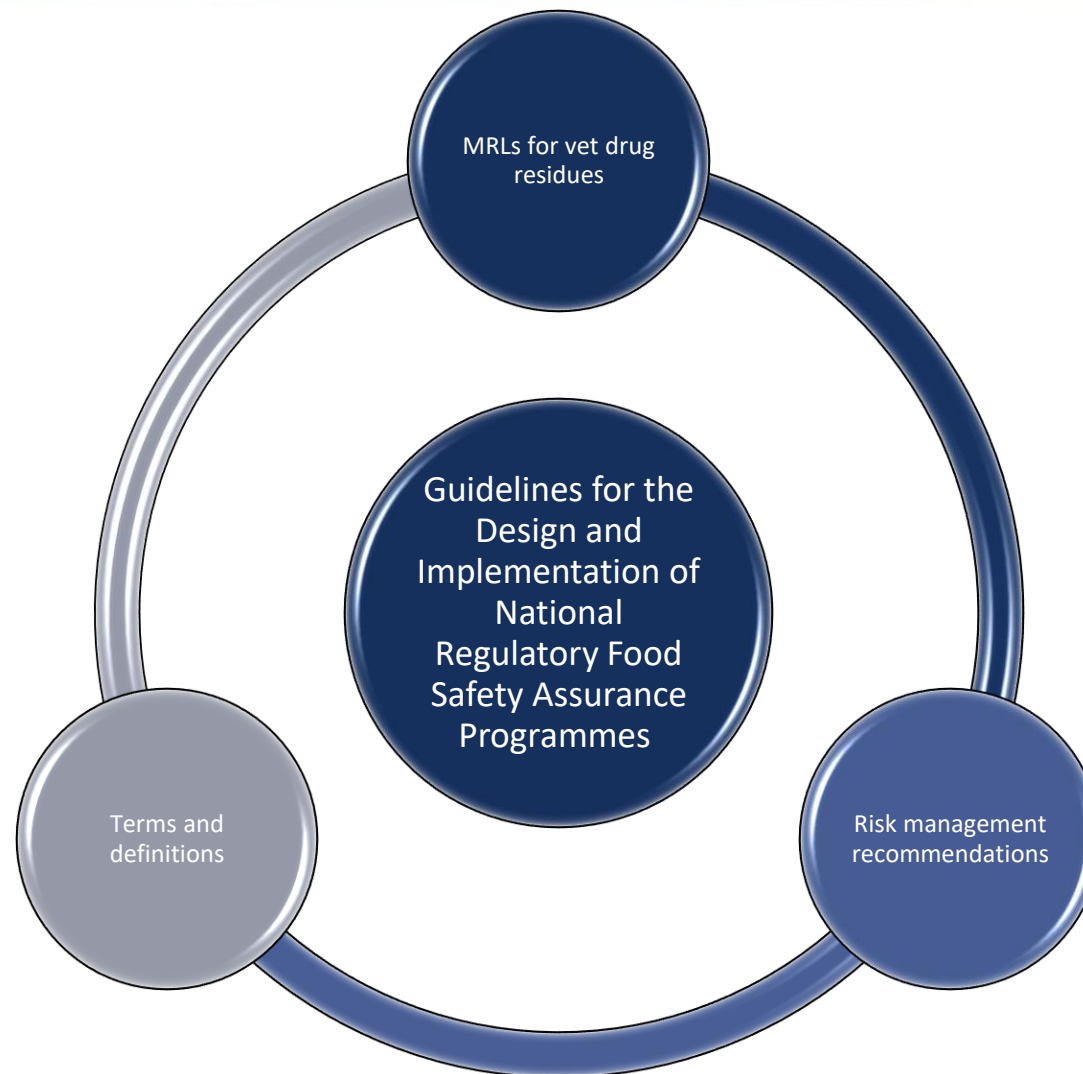 MRLs for vet drug
residues
Guidelines for the
Design and
Implementation of
National
Regulatory Food
Safety Assurance
Programmes
Terms and
definitions
Risk management
recommendations